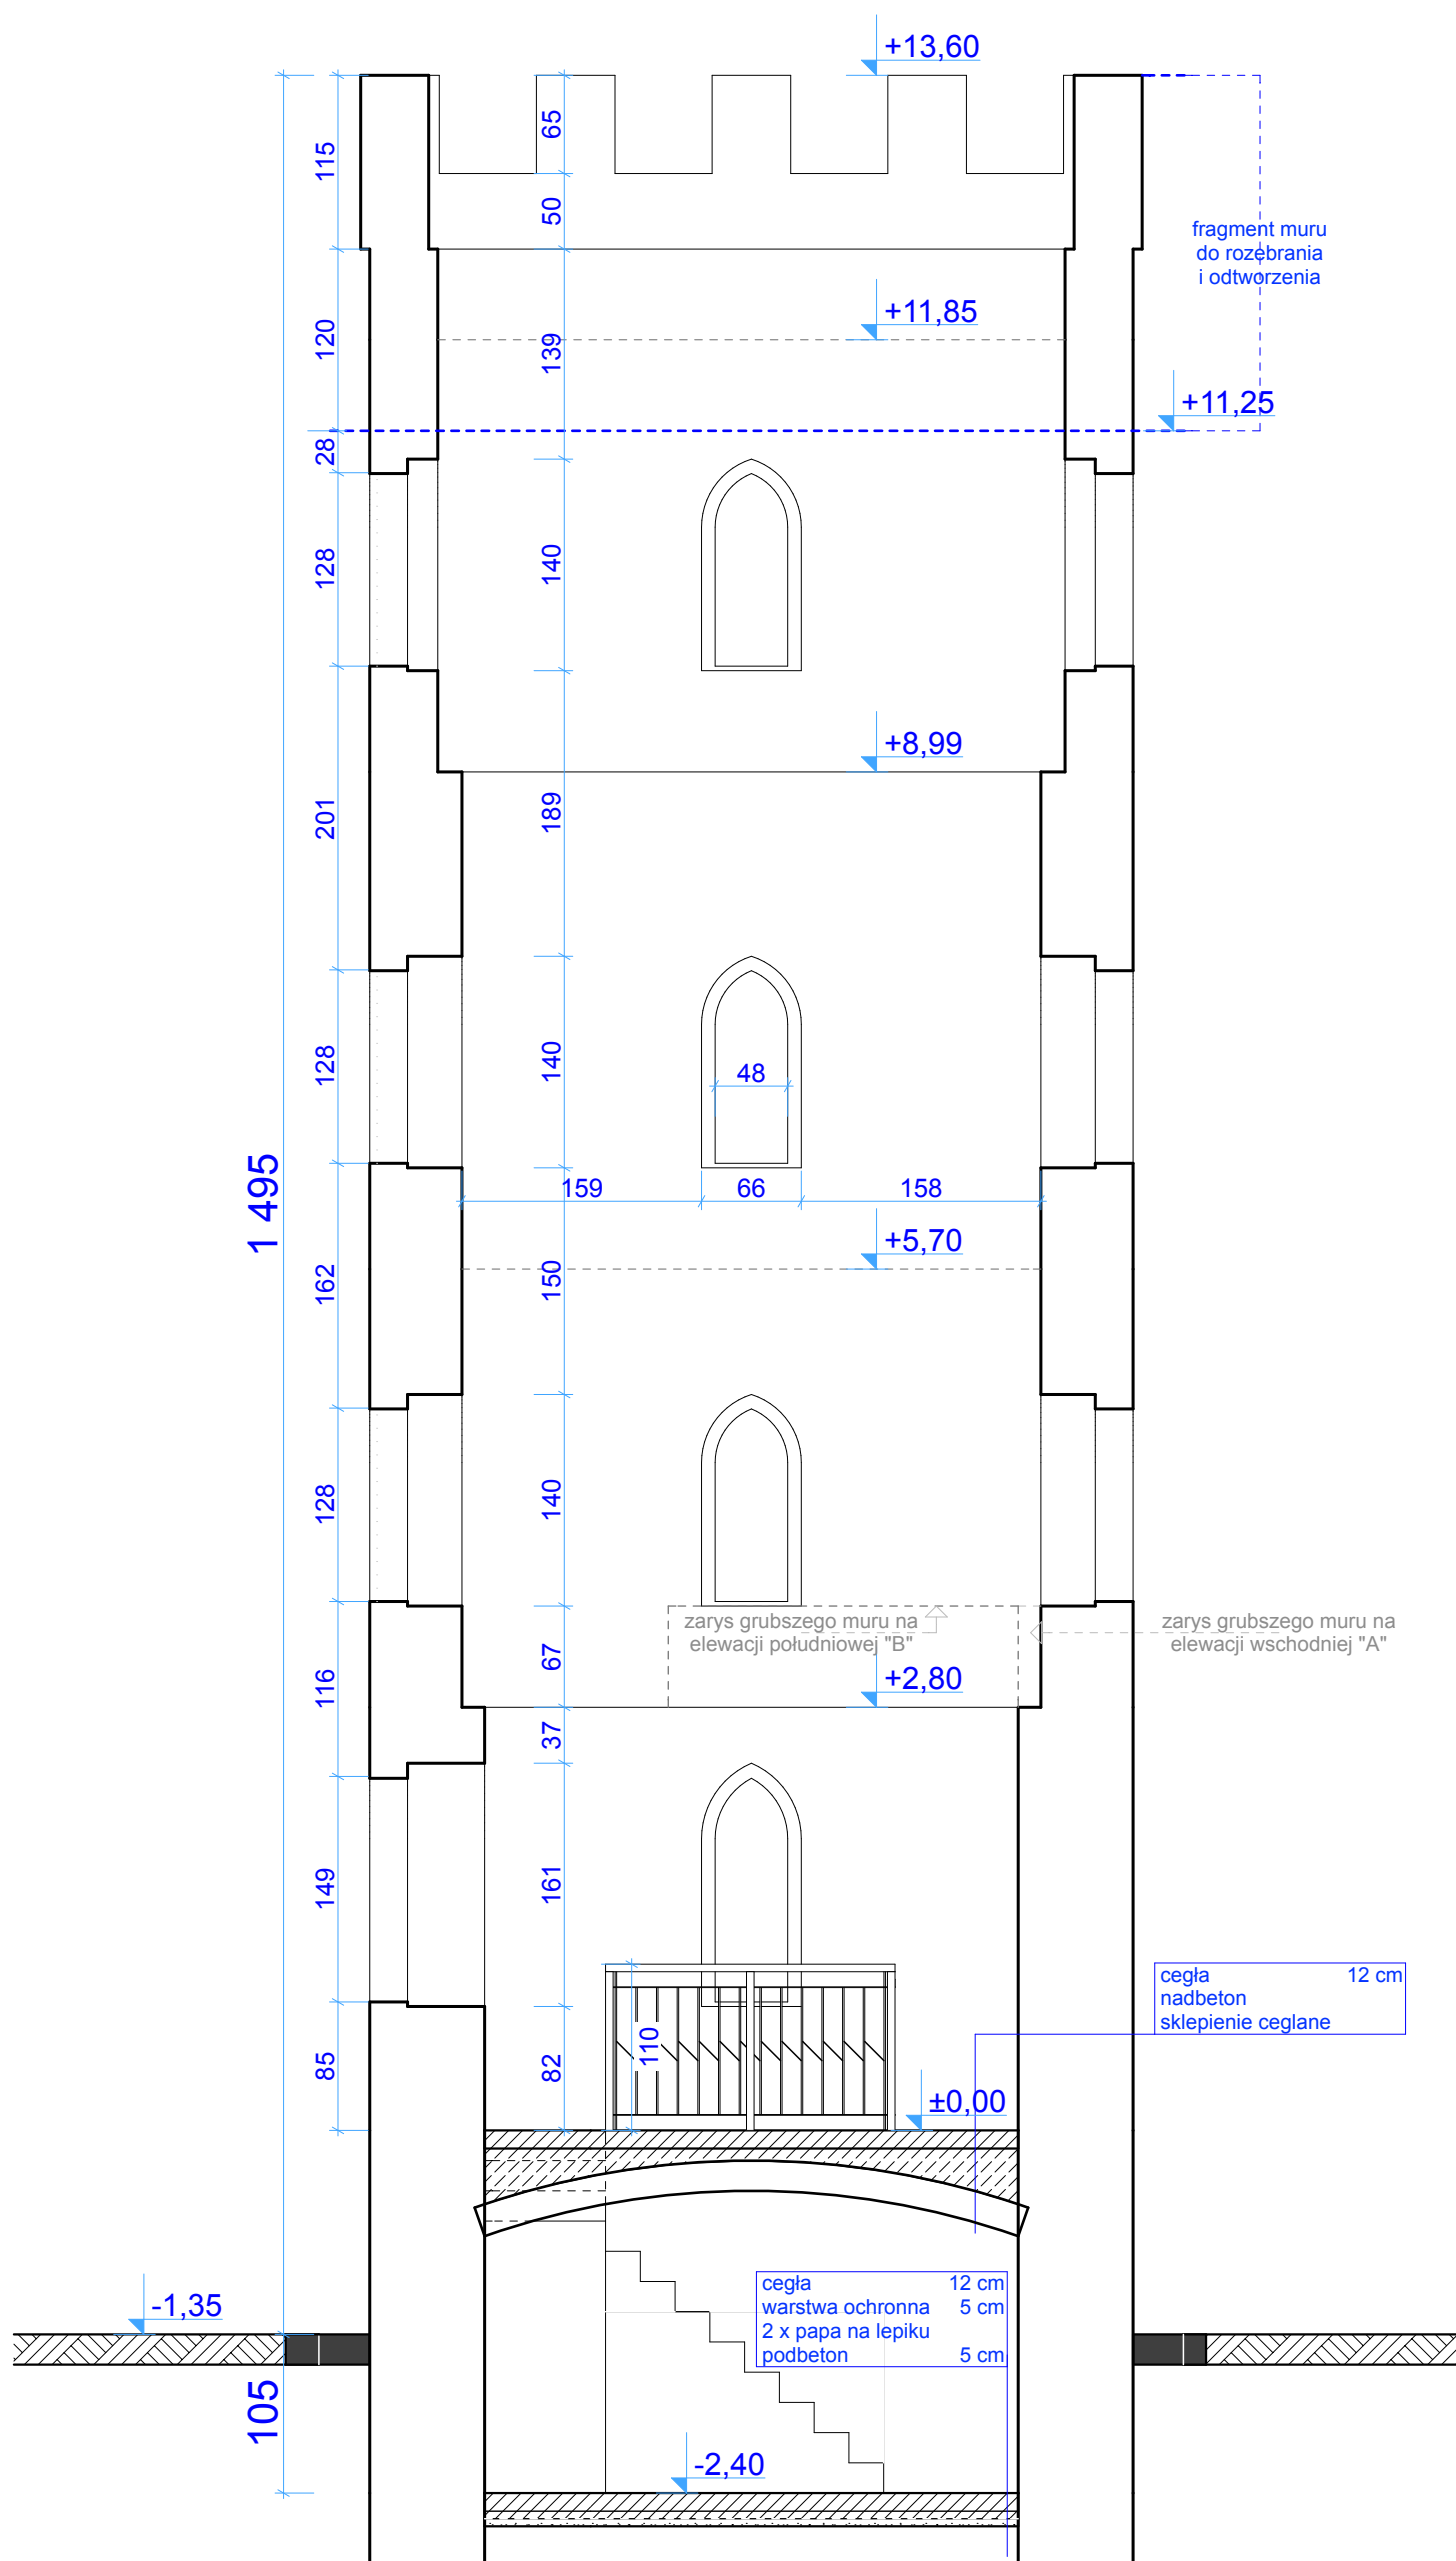 +13,60
65
115
50
fragment muru
do rozebrania
i odtworzenia
+11,85
120
139
+11,25
28
128
140
+8,99
201
189
128
140
48
1 495
159
66
158
+5,70
162
150
128
140
zarys grubszego muru na
elewacji południowej "B"
zarys grubszego muru na
elewacji wschodniej "A"
67
116
+2,80
37
149
161
cegła 12 cm
nadbeton
sklepienie ceglane
85
82
110
±0,00
-1,35
cegła 12 cm
warstwa ochronna 5 cm
2 x papa na lepiku
podbeton 5 cm
105
-2,40